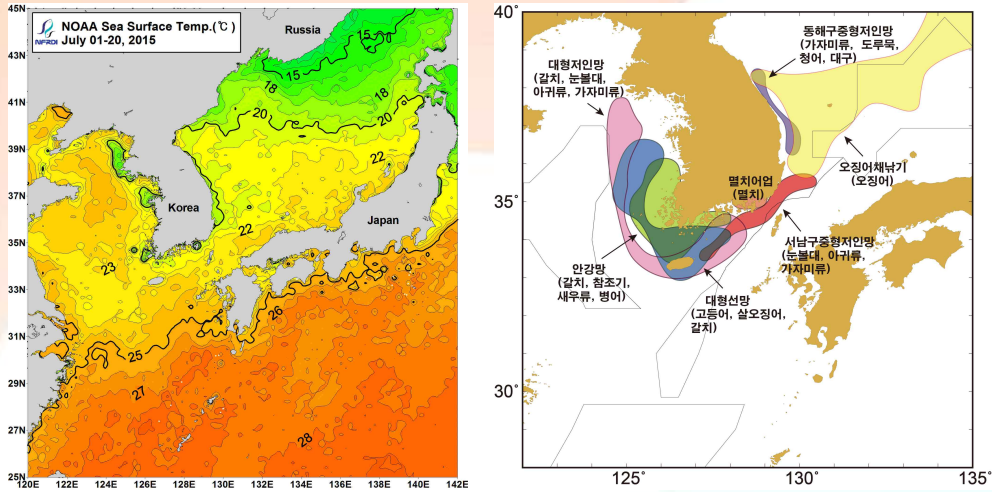 NFRDI
NOAA Sea Surface Temp.(℃)
July 01-20, 2015
Russia
Korea
Japan
15
15
18
18
20
20
22
22
23
25
26
27
28
45N
43N
41N
39N
37N
35N
33N
31N
29N
27N
25N
120E
122E
124E
126E
128E
130E
132E
134E
136E
138E
140E
142E
40°
35°
30°
125°
130°
135°
동해구중형저인망
(가자미류, 도루묵,
청어, 대구)
대형저인망
(갈치, 눈볼대,
아귀류, 가자미류)
오징어채낚기
(오징어)
멸치어업
(멸치)
서남구중형저인망
(눈볼대, 아귀류,
가자미류)
안강망
(갈치, 참조기,
새우류, 병어)
대형선망
(고등어, 살오징어,
갈치)